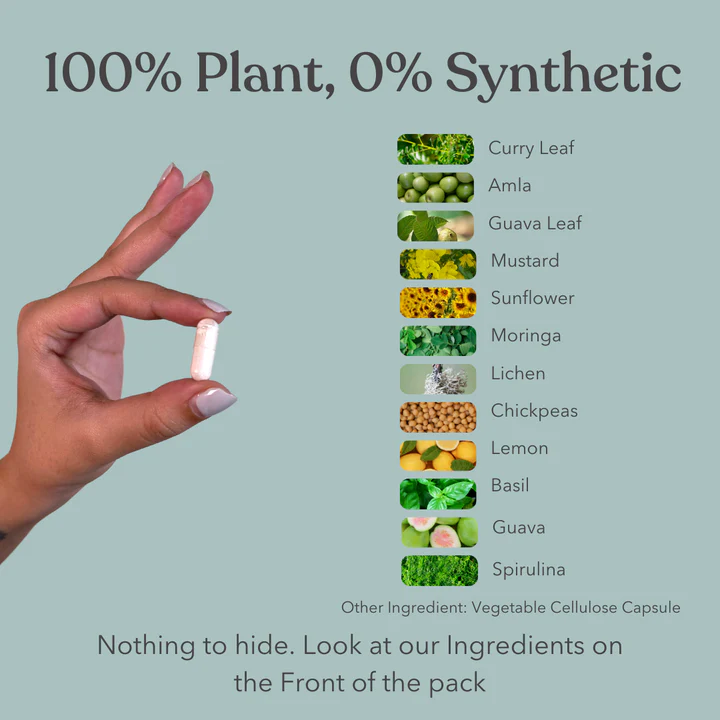 100% Plant, 0% Synthetic
Curry Leaf
Amla
Guava Leaf
Mustard
Sunflower
Moringa
Lichen
Chickpeas
Lemon
Basil
Guava
Spirulina
Other Ingredient: Vegetable Cellulose Capsule
Nothing to hide. Look at our Ingredients on
the Front of the pack